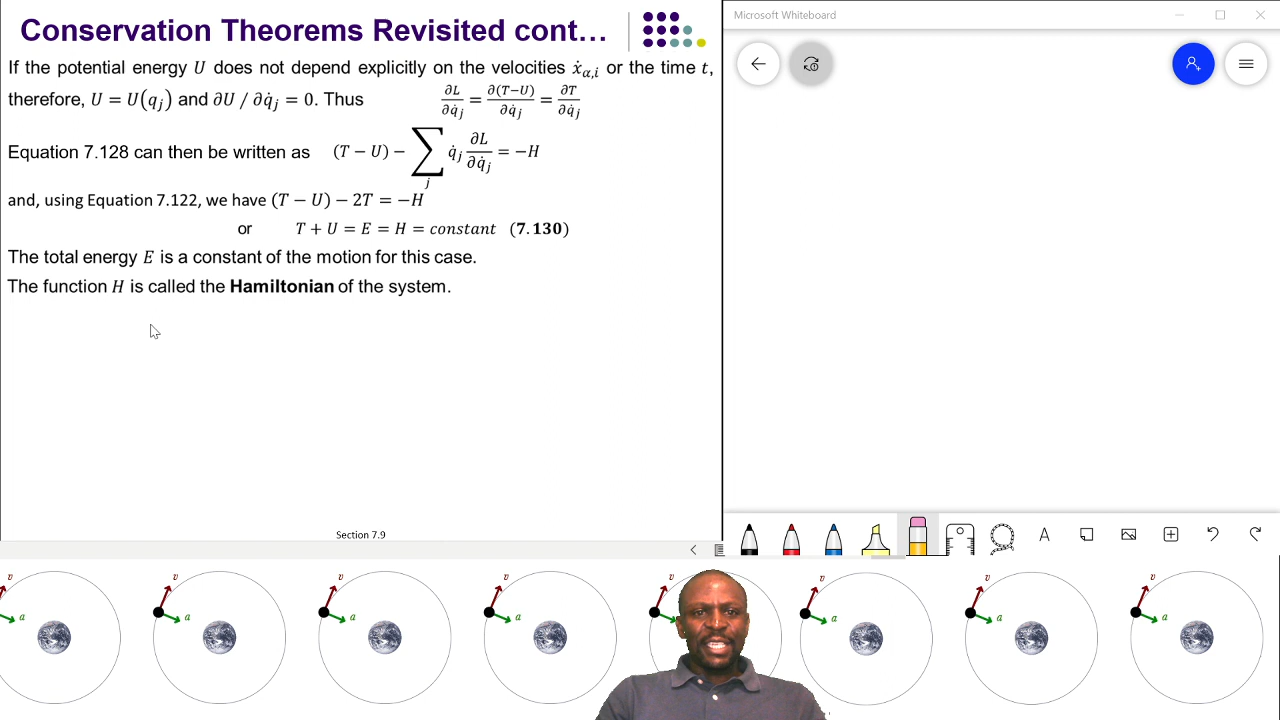 Conservation Theorems Revisited cont…
Microsoft Whiteboard
If the potential energy U does not depend explicitly on the velocities ẋ_{α,i} or the time t,
therefore, U = U(q_j) and ∂U / ∂q̇_j = 0. Thus ∂L/∂q̇_j = ∂(T−U)/∂q̇_j = ∂T/∂q̇_j
Equation 7.128 can then be written as (T − U) − ∑_j q̇_j ∂L/∂q̇_j = −H
and, using Equation 7.122, we have (T − U) − 2T = −H
or T + U = E = H = constant (7.130)
The total energy E is a constant of the motion for this case.
The function H is called the Hamiltonian of the system.
Section 7.9
A
v v v v v v v v
a a a a a a a a